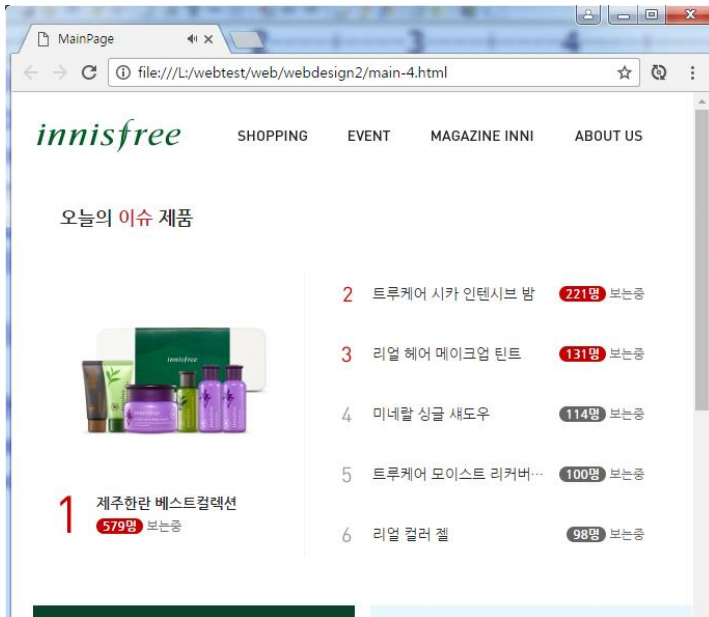 MainPage
file:///L:/webtest/web/webdesign2/main-4.html
innisfree SHOPPING EVENT MAGAZINE INNI ABOUT US
오늘의 이슈 제품
innisfree
1 제주한란 베스트컬렉션
579명 보는중
2 트루케어 시카 인텐시브 밤 221명 보는중
3 리얼 헤어 메이크업 틴트 131명 보는중
4 미네랄 싱글 섀도우 114명 보는중
5 트루케어 모이스트 리커버… 100명 보는중
6 리얼 컬러 젤 98명 보는중